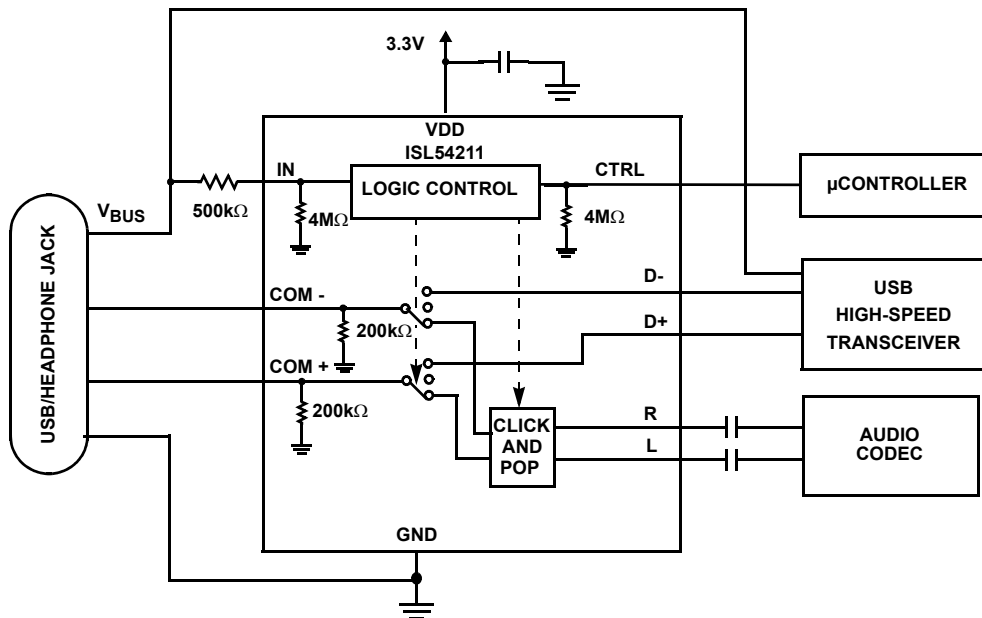 3.3V
VDD
ISL54211
IN
LOGIC CONTROL
CTRL
µCONTROLLER
500kΩ
4MΩ
4MΩ
VBUS
USB/HEADPHONE JACK
COM -
200kΩ
COM +
200kΩ
D-
D+
USB
HIGH-SPEED
TRANSCEIVER
CLICK
AND
POP
R
L
AUDIO
CODEC
GND